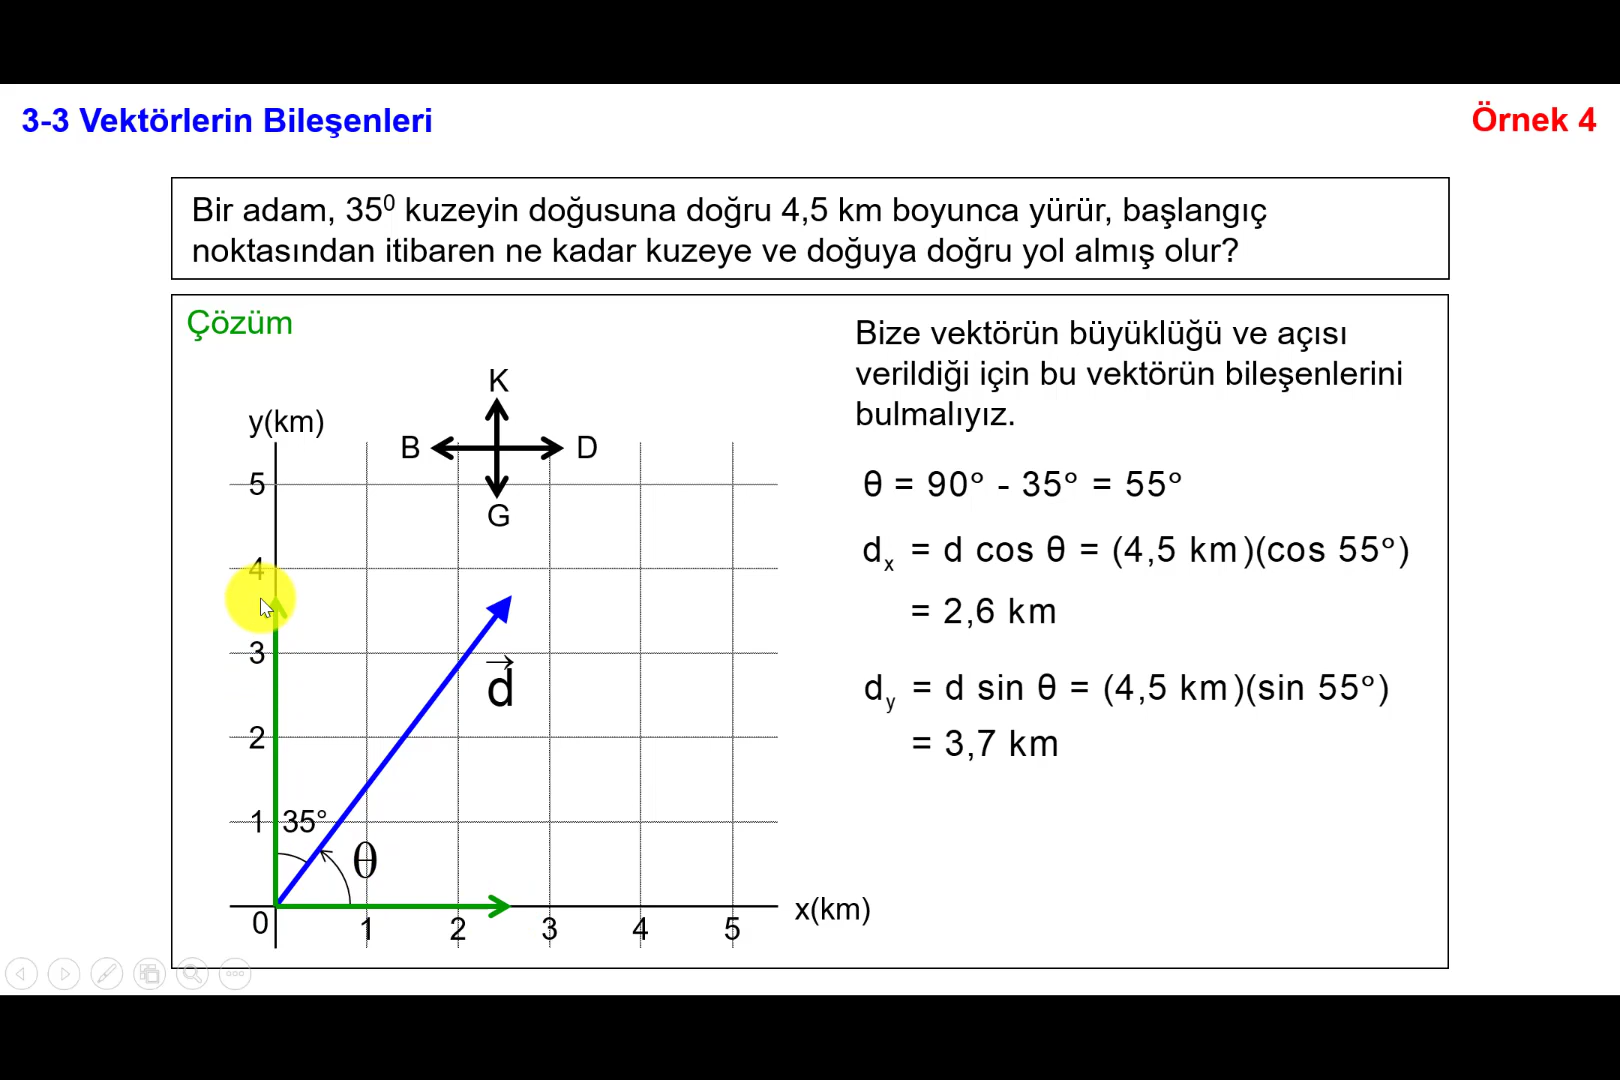 3-3 Vektörlerin Bileşenleri
Örnek 4
Bir adam, 35⁰ kuzeyin doğusuna doğru 4,5 km boyunca yürür, başlangıç
noktasından itibaren ne kadar kuzeye ve doğuya doğru yol almış olur?
Çözüm
K
B
D
G
y(km)
5
4
3
2
1
35°
θ
d⃗
0
1
2
3
4
5
x(km)
Bize vektörün büyüklüğü ve açısı
verildiği için bu vektörün bileşenlerini
bulmalıyız.
θ = 90° - 35° = 55°
dₓ = d cos θ = (4,5 km)(cos 55°)
= 2,6 km
d_y = d sin θ = (4,5 km)(sin 55°)
= 3,7 km